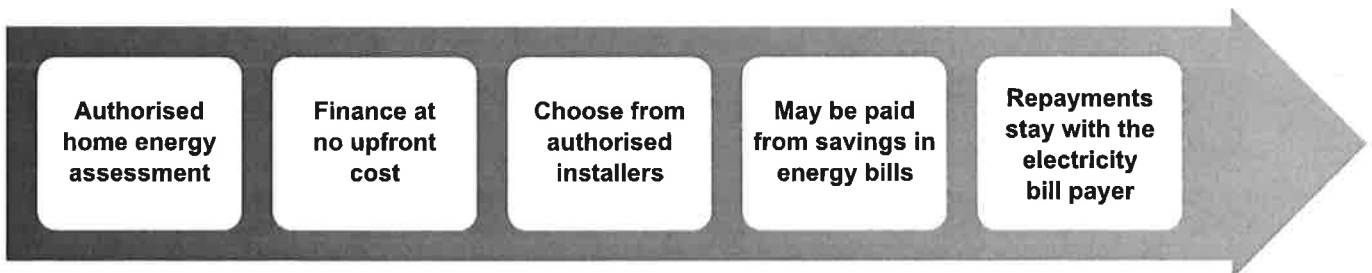 Authorised
home energy
assessment
Finance at
no upfront
cost
Choose from
authorised
installers
May be paid
from savings in
energy bills
Repayments
stay with the
electricity
bill payer